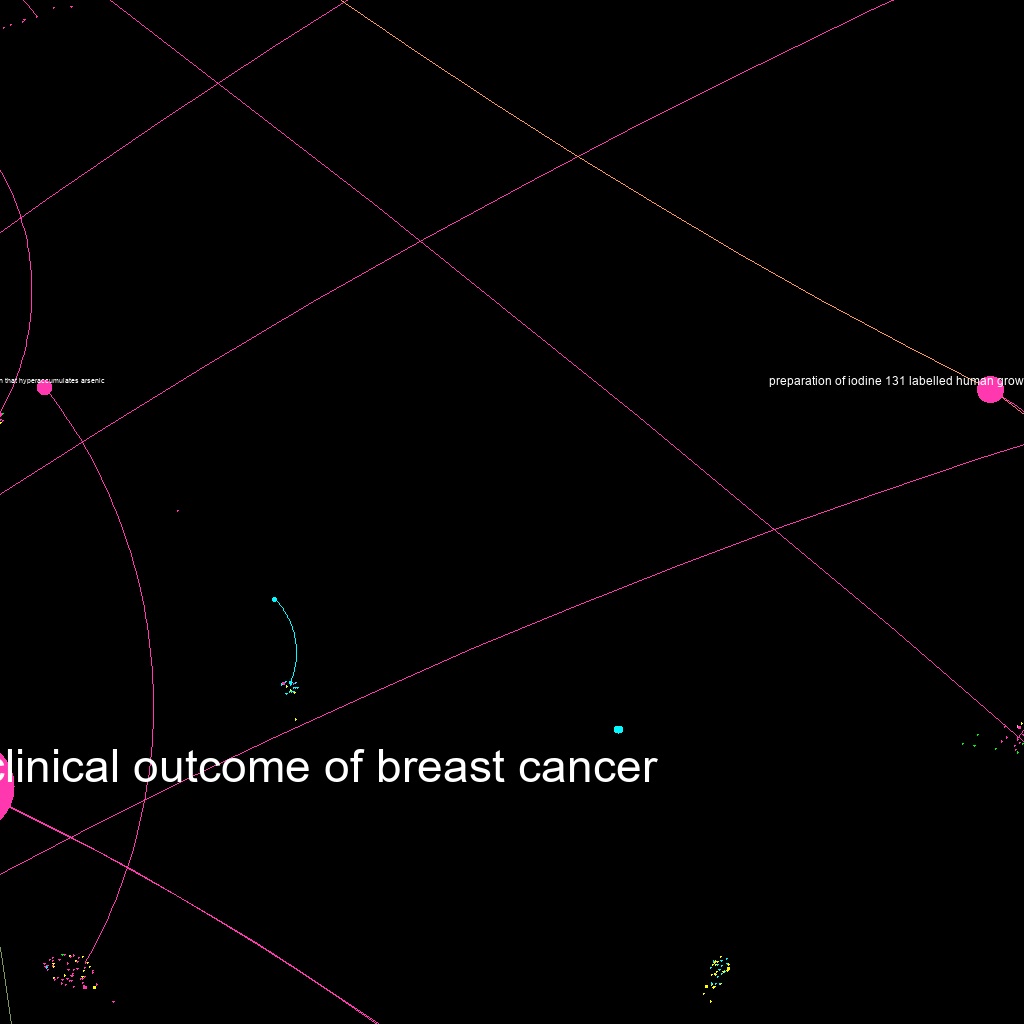 that hyperaccumulates arsenic
preparation of iodine 131 labelled human grow
clinical outcome of breast cancer